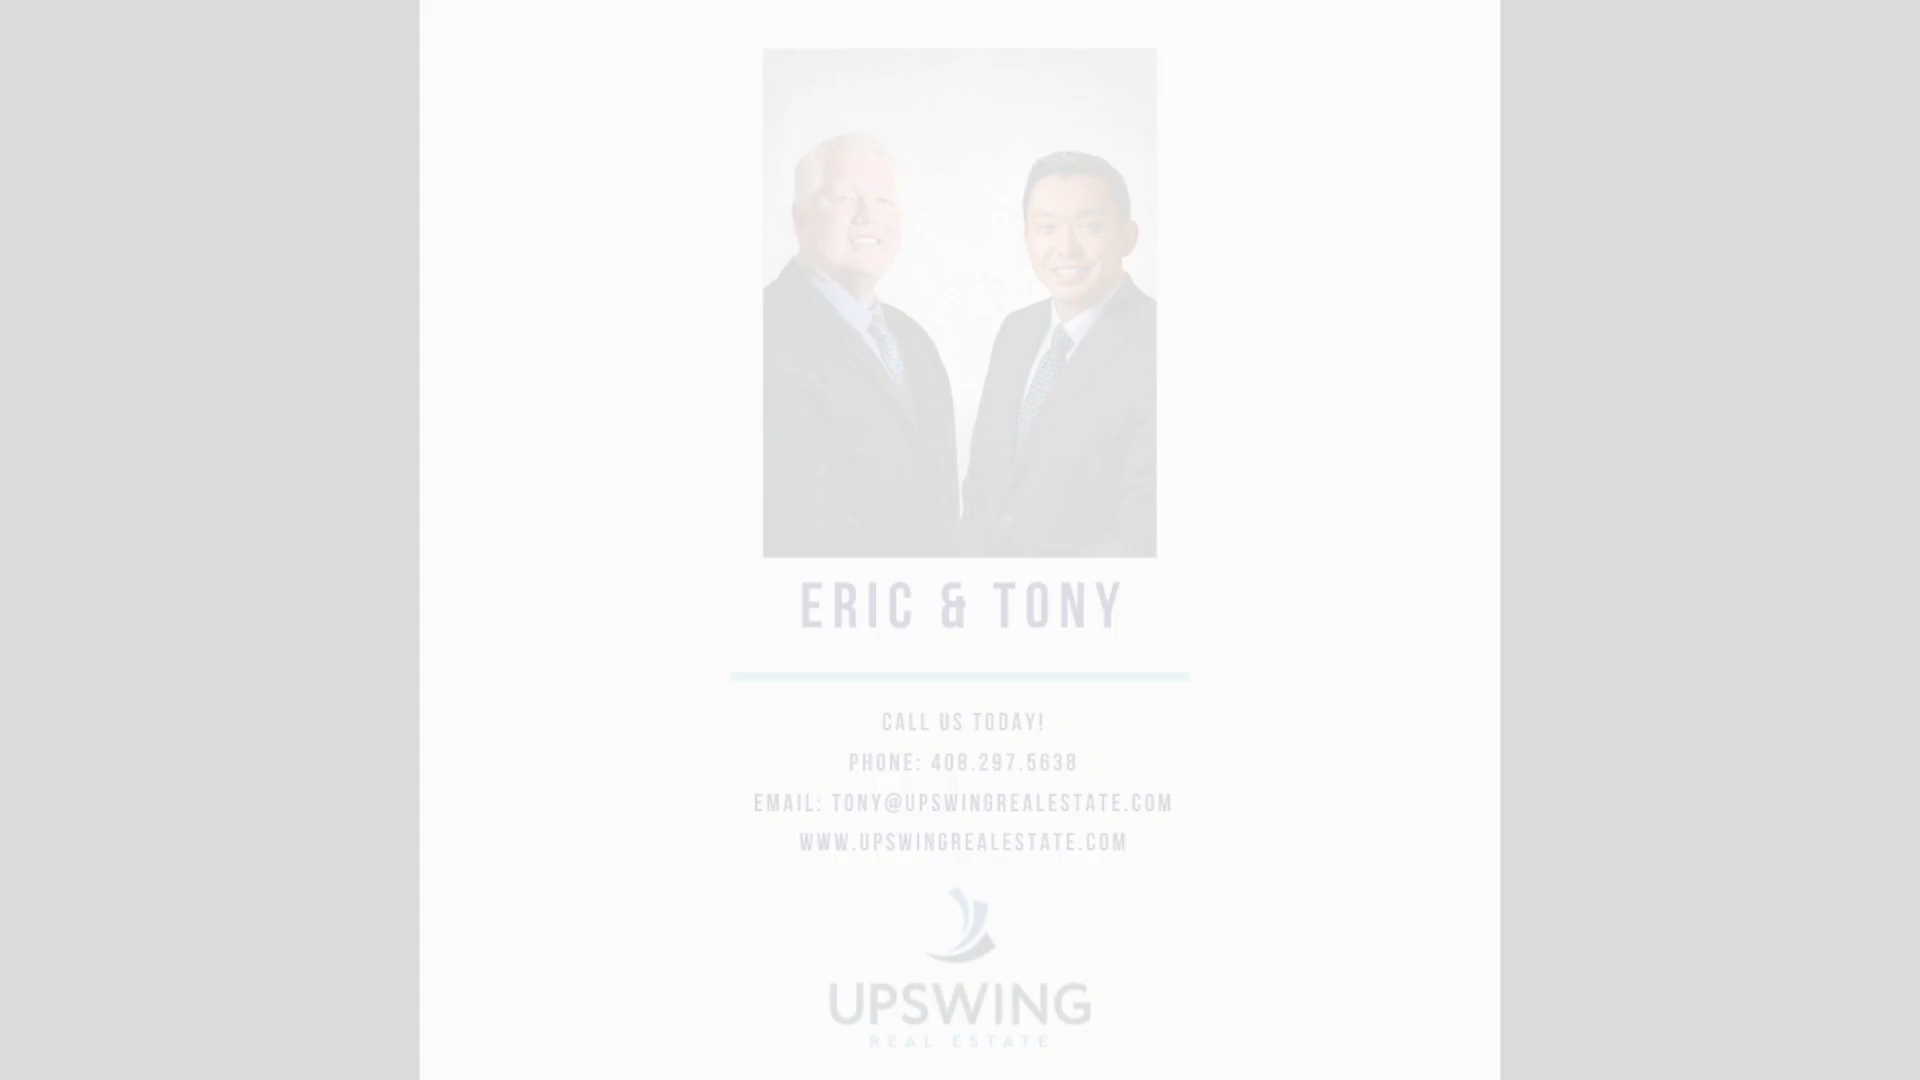 ERIC & TONY
CALL US TODAY!
PHONE: 408.297.5638
EMAIL: TONY@UPSWINGREALESTATE.COM
WWW.UPSWINGREALESTATE.COM
UPSWING
REAL ESTATE